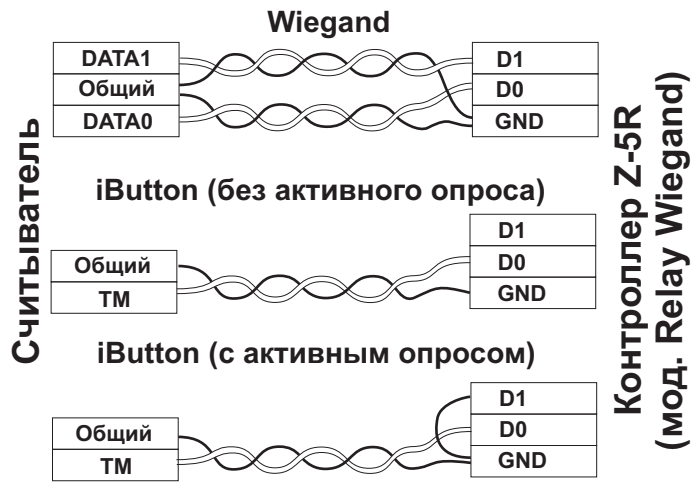 Wiegand
DATA1
Общий
DATA0
D1
D0
GND
Считыватель
Контроллер Z-5R
(мод. Relay Wiegand)
iButton (без активного опроса)
Общий
TM
D1
D0
GND
iButton (с активным опросом)
Общий
TM
D1
D0
GND